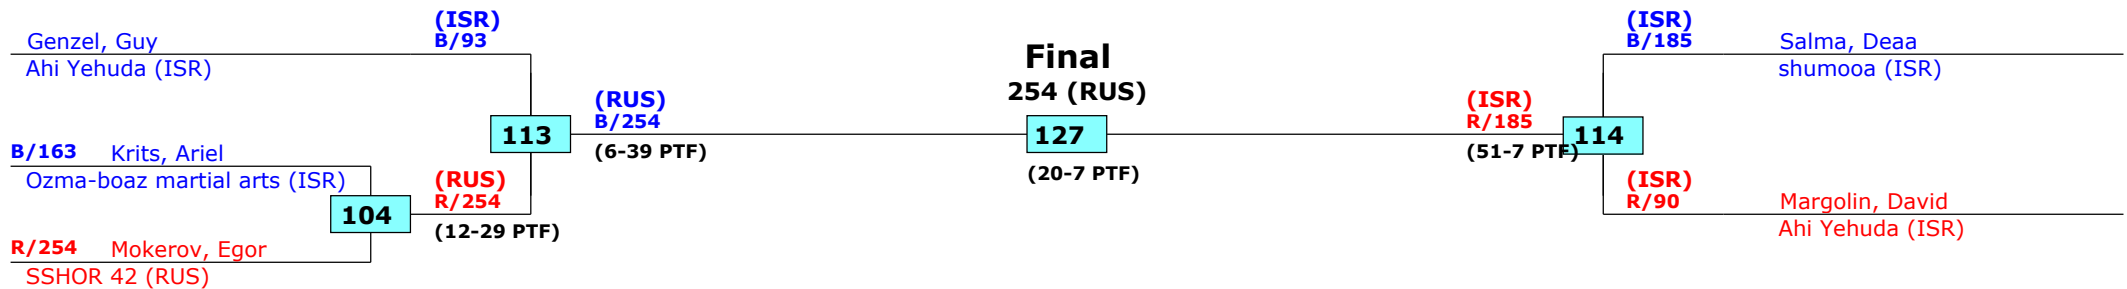 (ISR)
B/93
Genzel, Guy
Ahi Yehuda (ISR)
B/163 Krits, Ariel
Ozma-boaz martial arts (ISR)
R/254 Mokerov, Egor
SSHOR 42 (RUS)
104
(RUS)
R/254
(12-29 PTF)
113
(RUS)
B/254
(6-39 PTF)
Final
254 (RUS)
127
(20-7 PTF)
(ISR)
R/185
(51-7 PTF)
114
(ISR)
B/185
Salma, Deaa
shumooa (ISR)
(ISR)
R/90
Margolin, David
Ahi Yehuda (ISR)